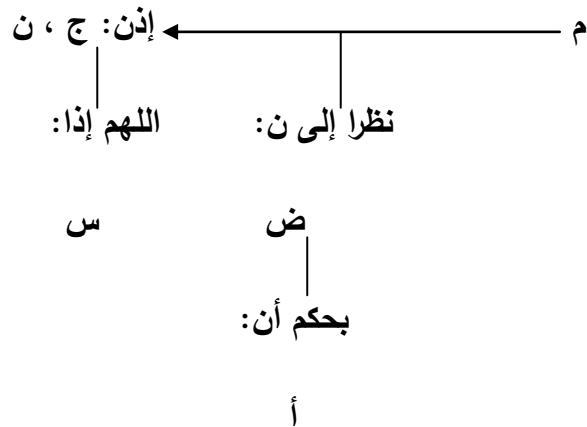 م إذن: ج ، ن
نظرا إلى ن: اللهم إذا:
ض س
بحكم أن:
أ